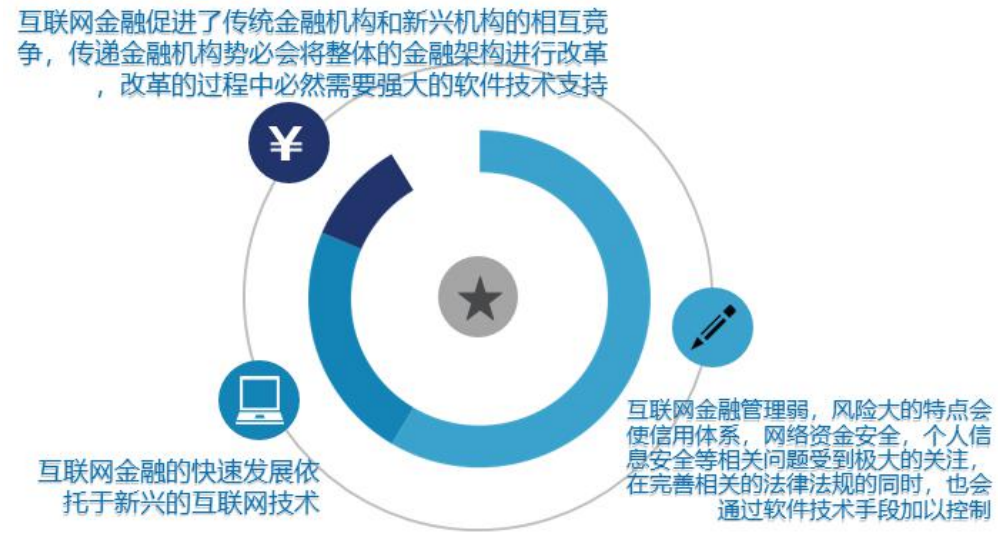 互联网金融促进了传统金融机构和新兴机构的相互竞
争，传递金融机构势必会将整体的金融架构进行改革
，改革的过程中必然需要强大的软件技术支持
¥
互联网金融管理弱，风险大的特点会
使信用体系，网络资金安全，个人信
息安全等相关问题受到极大的关注，
在完善相关的法律法规的同时，也会
通过软件技术手段加以控制
互联网金融的快速发展依
托于新兴的互联网技术